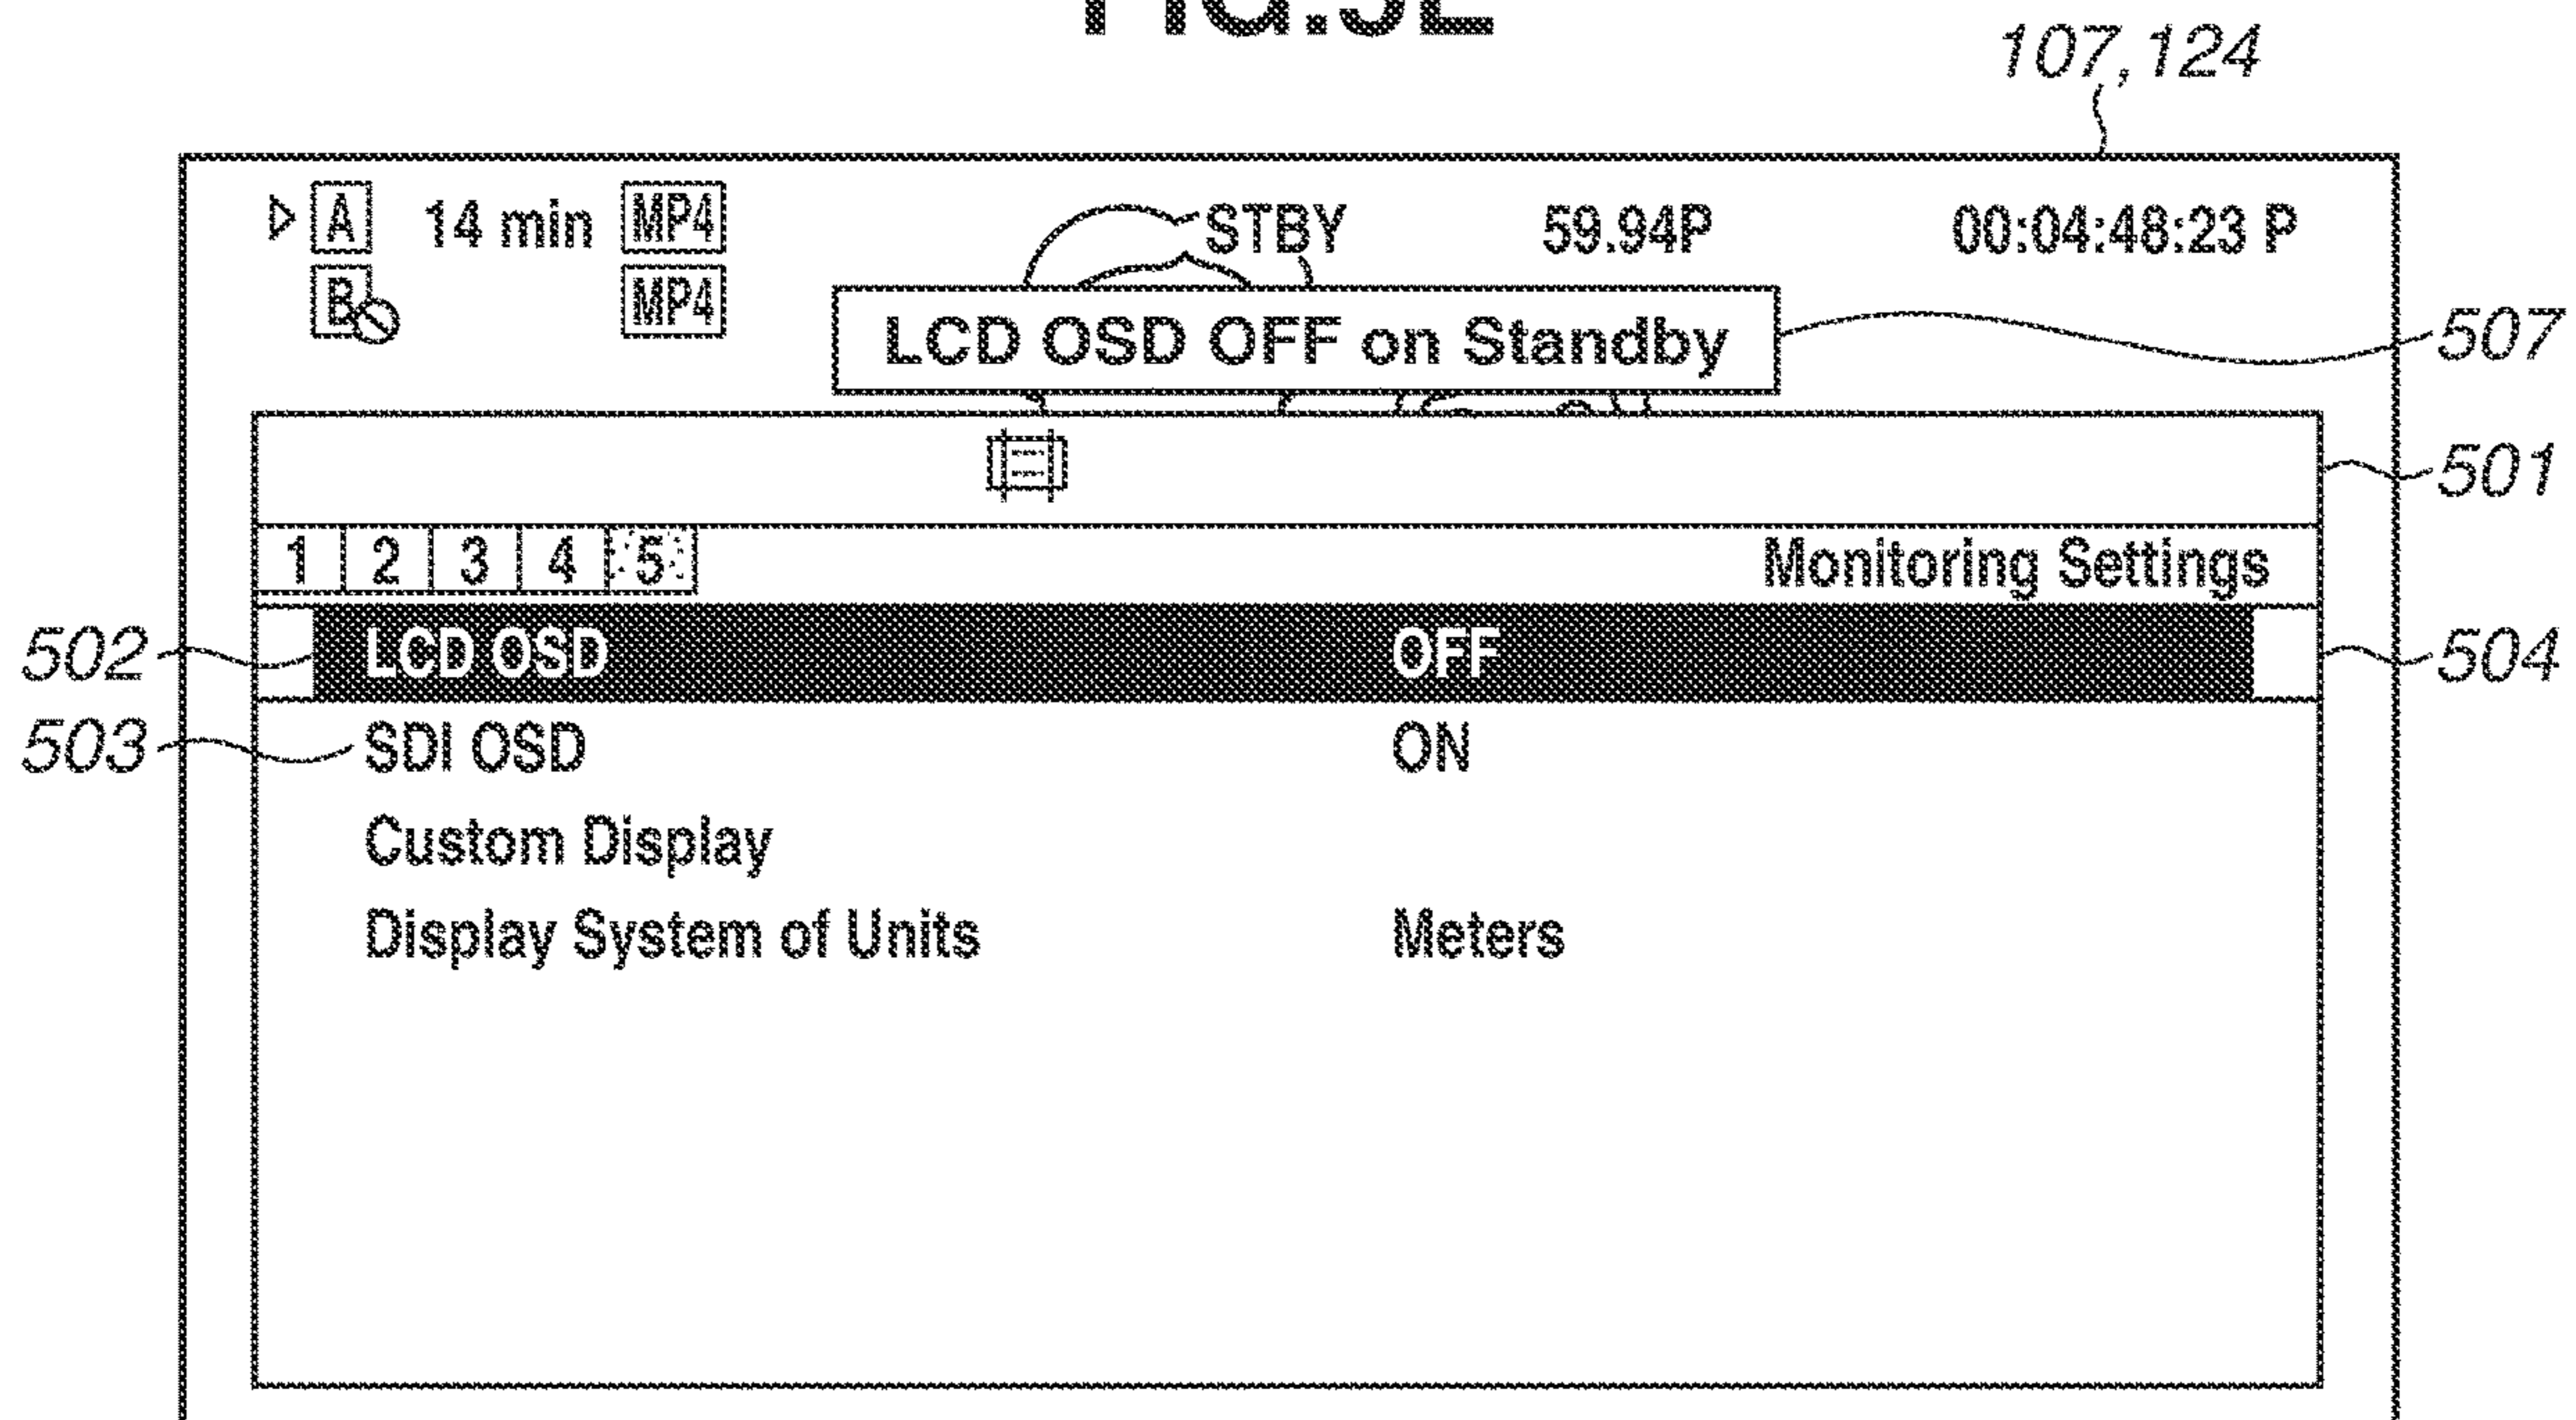 107,124
A 14 min MP4 STBY 59.94P 00:04:48:23 P
B MP4
LCD OSD OFF on Standby
507
501
1 2 3 4 5 Monitoring Settings
502 LCD OSD OFF 504
503 SDI OSD ON
Custom Display
Display System of Units Meters